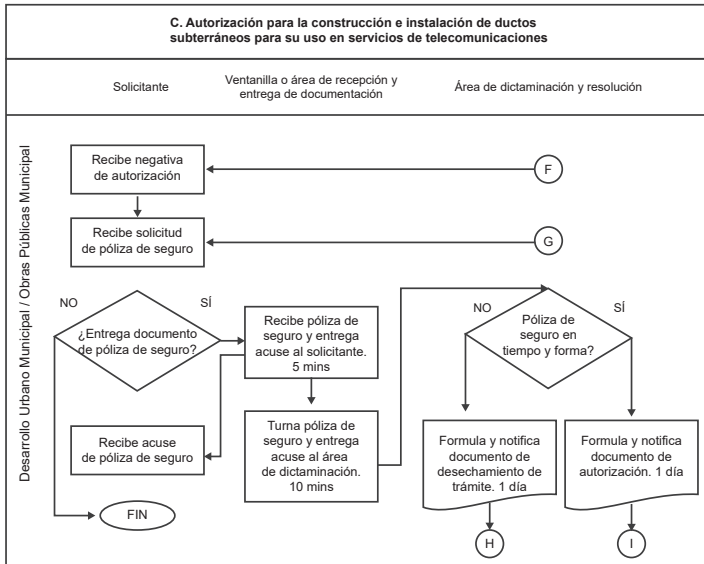 C. Autorización para la construcción e instalación de ductos
subterráneos para su uso en servicios de telecomunicaciones
Solicitante
Ventanilla o área de recepción y
entrega de documentación
Área de dictaminación y resolución
Desarrollo Urbano Municipal / Obras Públicas Municipal
Recibe negativa
de autorización
F
Recibe solicitud
de póliza de seguro
G
NO
SÍ
¿Entrega documento
de póliza de seguro?
Recibe póliza de
seguro y entrega
acuse al solicitante.
5 mins
NO
SÍ
Póliza de
seguro en
tiempo y forma?
Recibe acuse
de póliza de seguro
Turna póliza de
seguro y entrega
acuse al área
de dictaminación.
10 mins
Formula y notifica
documento de
desechamiento de
trámite. 1 día
Formula y notifica
documento de
autorización. 1 día
FIN
H
I